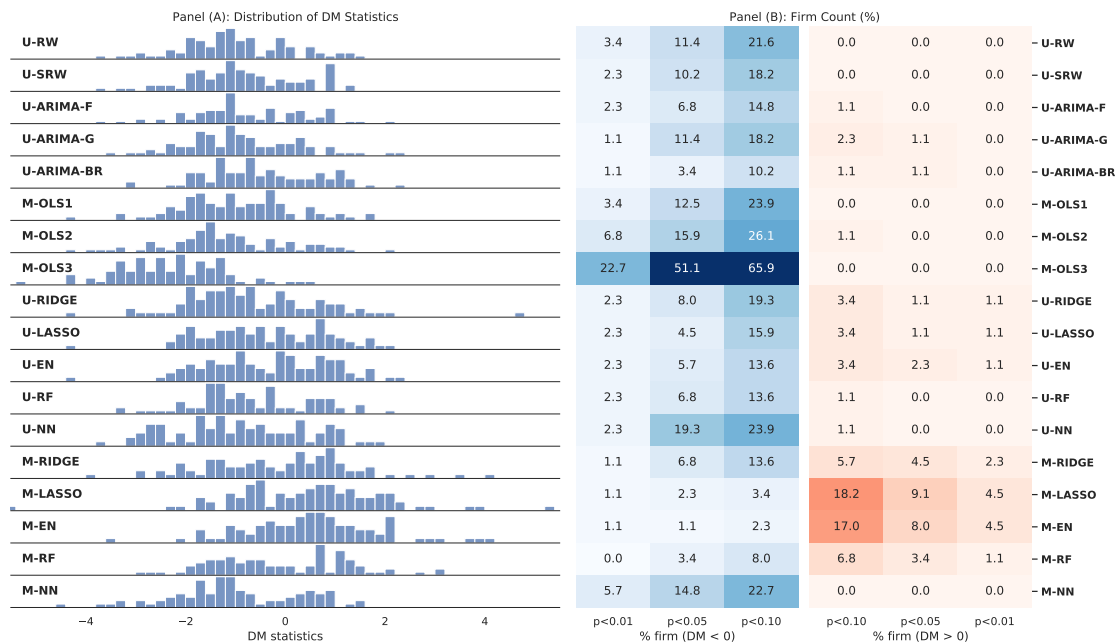 Panel (A): Distribution of DM Statistics
Panel (B): Firm Count (%)
U-RW 3.4 11.4 21.6 0.0 0.0 0.0 U-RW
U-SRW 2.3 10.2 18.2 0.0 0.0 0.0 U-SRW
U-ARIMA-F 2.3 6.8 14.8 1.1 0.0 0.0 U-ARIMA-F
U-ARIMA-G 1.1 11.4 18.2 2.3 1.1 0.0 U-ARIMA-G
U-ARIMA-BR 1.1 3.4 10.2 1.1 1.1 0.0 U-ARIMA-BR
M-OLS1 3.4 12.5 23.9 0.0 0.0 0.0 M-OLS1
M-OLS2 6.8 15.9 26.1 1.1 0.0 0.0 M-OLS2
M-OLS3 22.7 51.1 65.9 0.0 0.0 0.0 M-OLS3
U-RIDGE 2.3 8.0 19.3 3.4 1.1 1.1 U-RIDGE
U-LASSO 2.3 4.5 15.9 3.4 1.1 1.1 U-LASSO
U-EN 2.3 5.7 13.6 3.4 2.3 1.1 U-EN
U-RF 2.3 6.8 13.6 1.1 0.0 0.0 U-RF
U-NN 2.3 19.3 23.9 1.1 0.0 0.0 U-NN
M-RIDGE 1.1 6.8 13.6 5.7 4.5 2.3 M-RIDGE
M-LASSO 1.1 2.3 3.4 18.2 9.1 4.5 M-LASSO
M-EN 1.1 1.1 2.3 17.0 8.0 4.5 M-EN
M-RF 0.0 3.4 8.0 6.8 3.4 1.1 M-RF
M-NN 5.7 14.8 22.7 0.0 0.0 0.0 M-NN
−4 −2 0 2 4 p<0.01 p<0.05 p<0.10 p<0.10 p<0.05 p<0.01
DM statistics % firm (DM < 0) % firm (DM > 0)